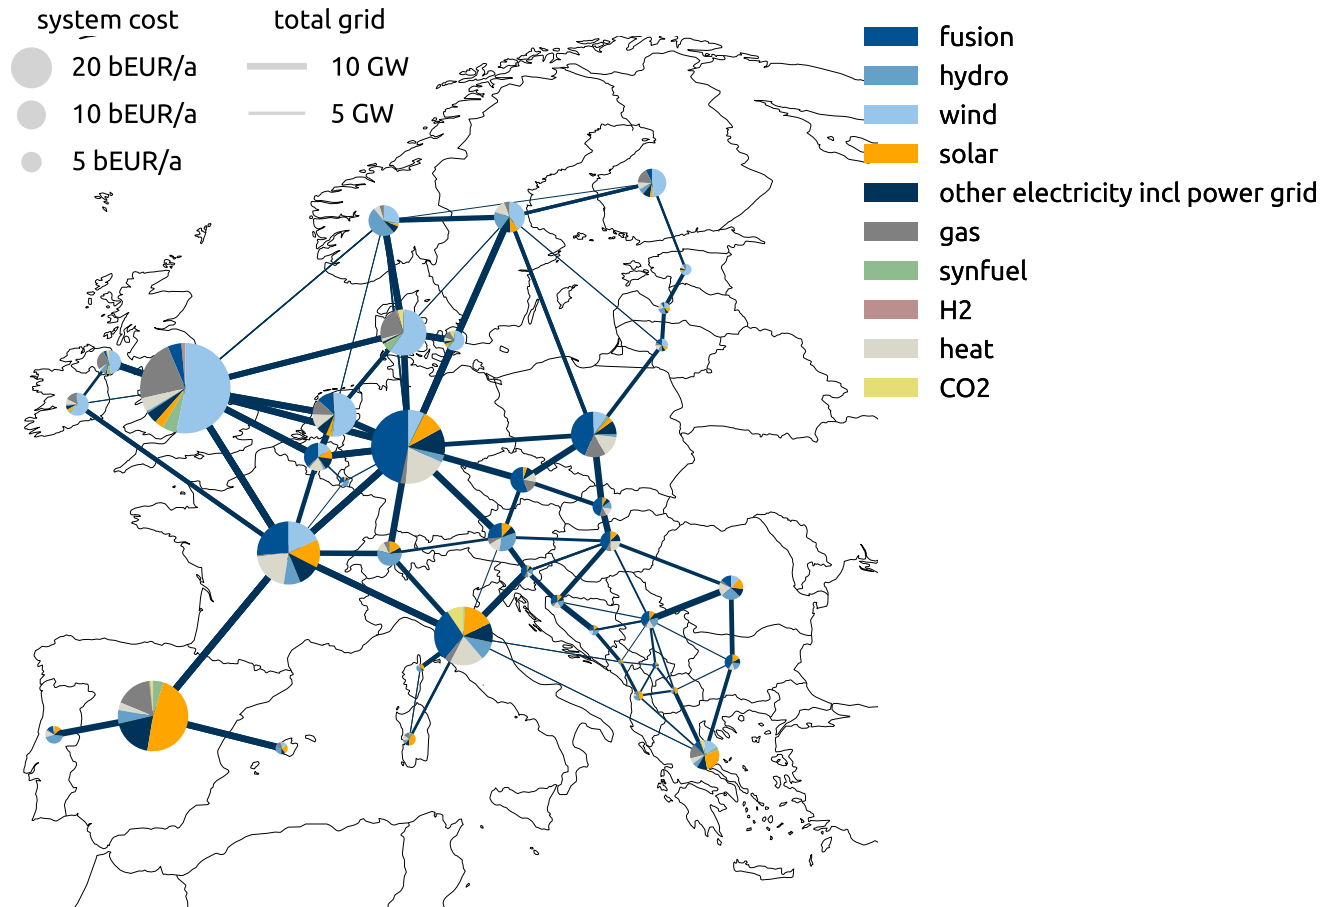 system cost
20 bEUR/a
10 bEUR/a
5 bEUR/a
total grid
10 GW
5 GW
fusion
hydro
wind
solar
other electricity incl power grid
gas
synfuel
H2
heat
CO2